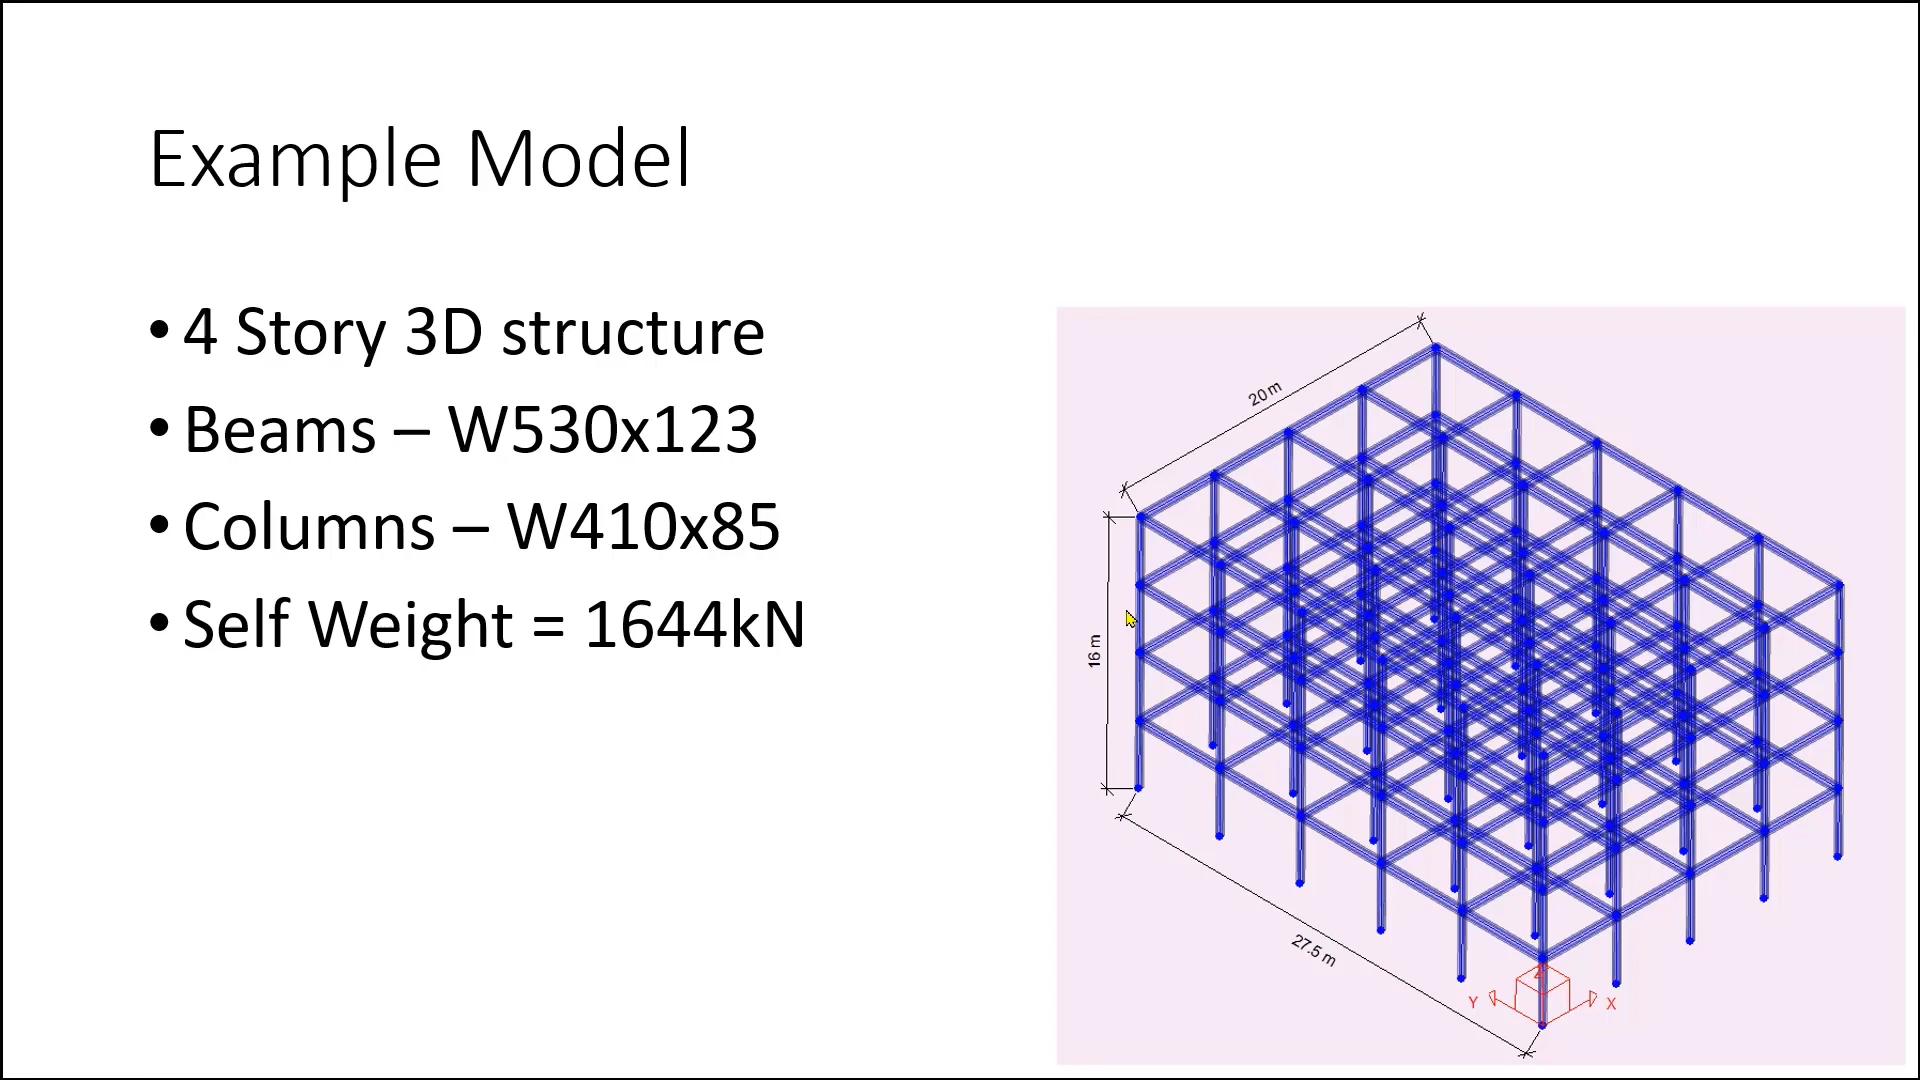 Example Model
• 4 Story 3D structure
• Beams – W530x123
• Columns – W410x85
• Self Weight = 1644kN
20 m
16 m
27.5 m
Z
Y
X